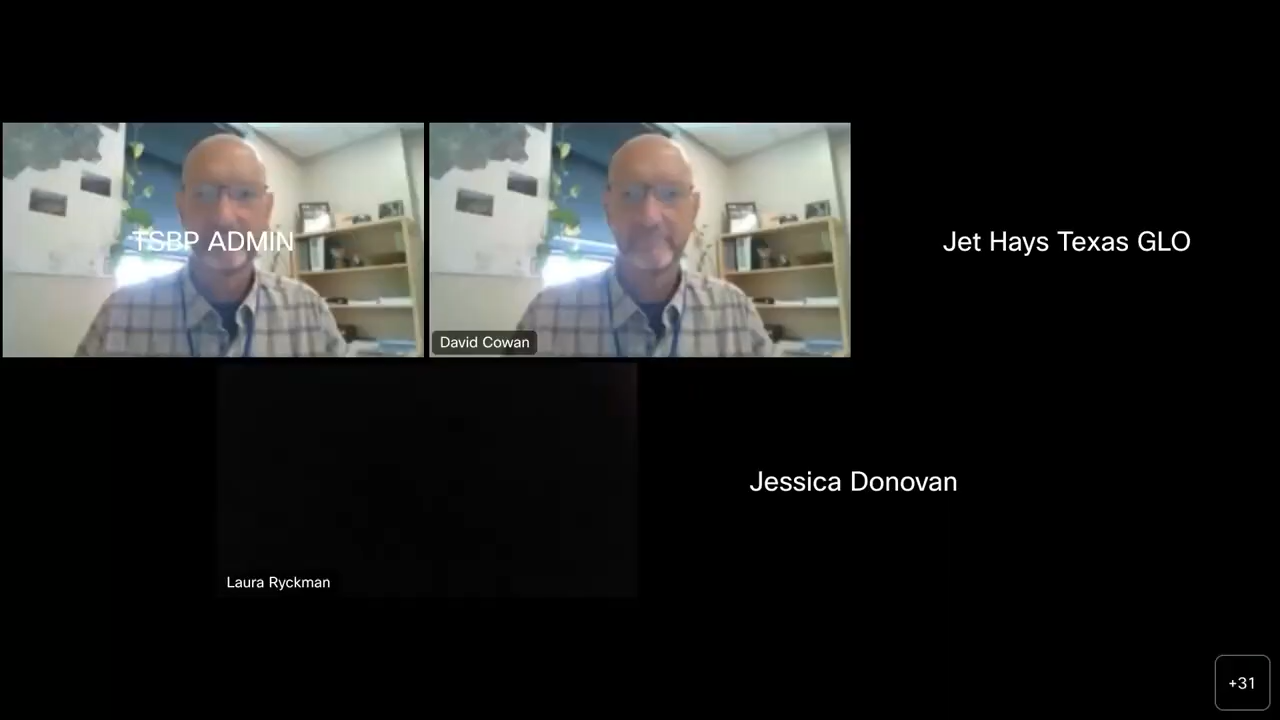 TSBP ADMIN
David Cowan
Jet Hays Texas GLO
Laura Ryckman
Jessica Donovan
+31